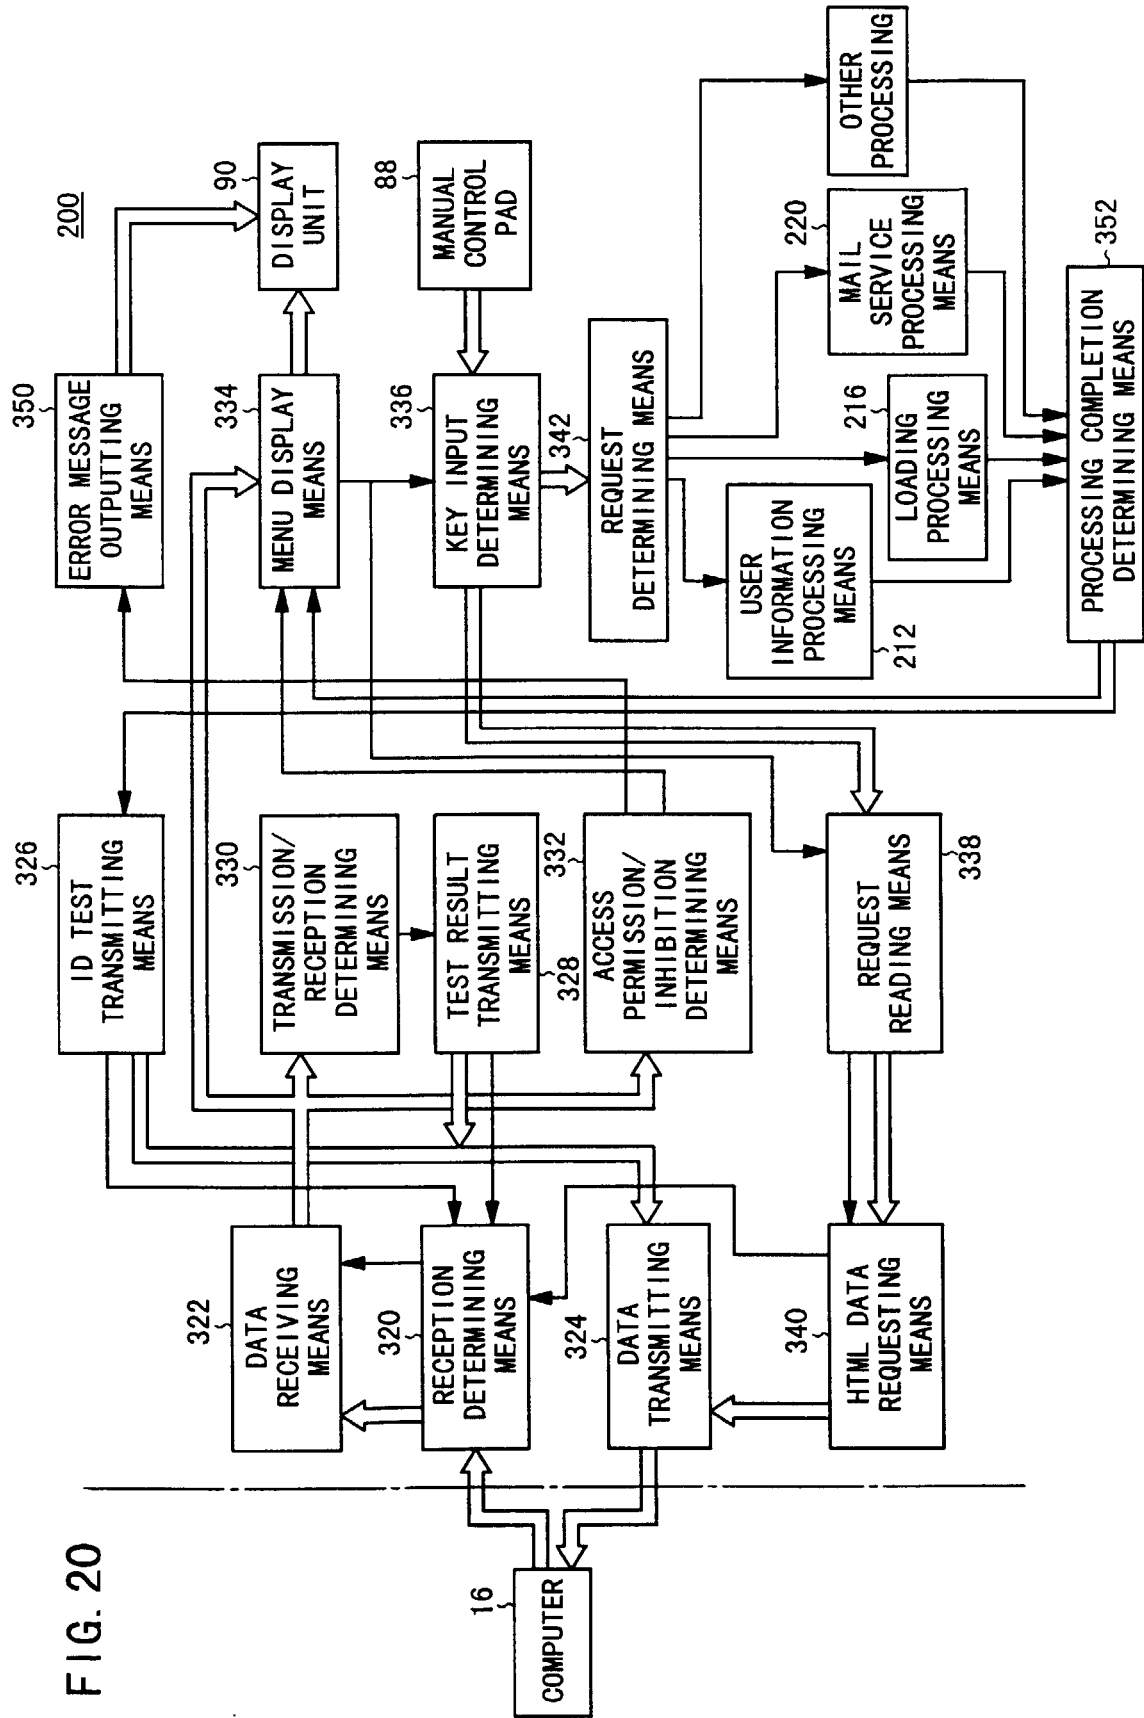 FIG. 20
200
16
COMPUTER
322
DATA
RECEIVING
MEANS
320
RECEPTION
DETERMINING
MEANS
324
DATA
TRANSMITTING
MEANS
340
HTML DATA
REQUESTING
MEANS
326
ID TEST
TRANSMITTING
MEANS
330
TRANSMISSION/
RECEPTION
DETERMINING
MEANS
TEST RESULT
TRANSMITTING
MEANS
328
332
ACCESS
PERMISSION/
INHIBITION
DETERMINING
MEANS
REQUEST
READING MEANS
338
350
ERROR MESSAGE
OUTPUTTING
MEANS
334
MENU DISPLAY
MEANS
336
KEY INPUT
DETERMINING
MEANS
90
DISPLAY
UNIT
88
MANUAL
CONTROL
PAD
342
REQUEST
DETERMINING MEANS
USER
INFORMATION
PROCESSING
MEANS
212
216
LOADING
PROCESSING
MEANS
220
MAIL
SERVICE
PROCESSING
MEANS
OTHER
PROCESSING
352
PROCESSING COMPLETION
DETERMINING MEANS